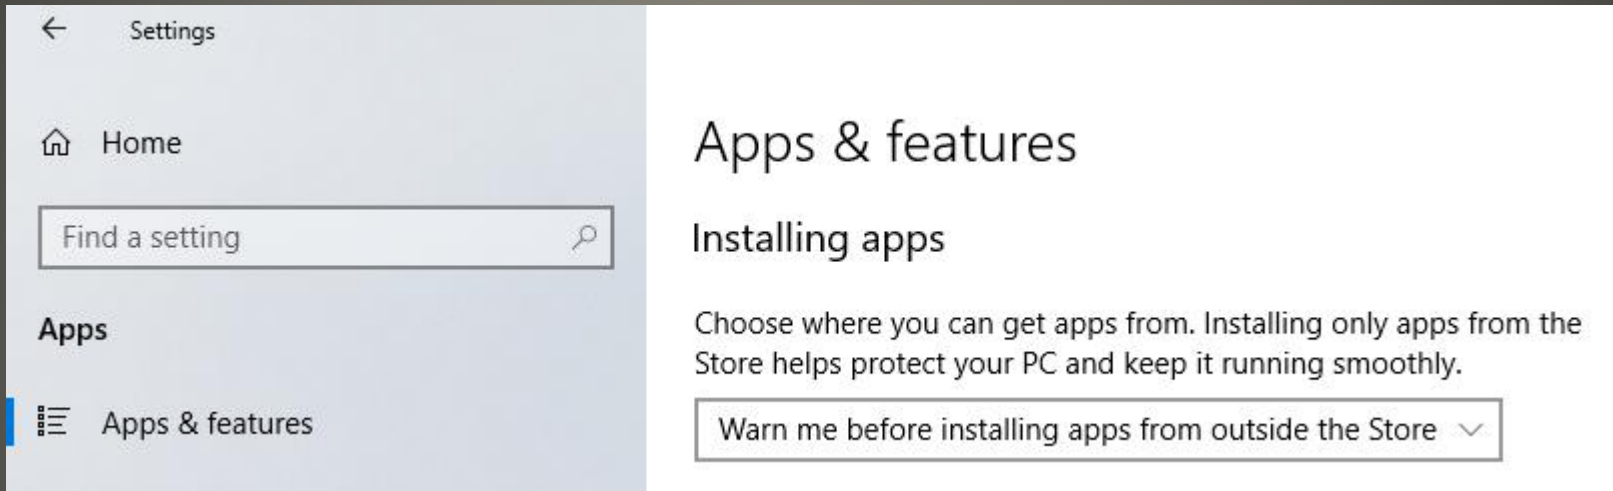 Settings
Home
Find a setting
Apps
Apps & features
Apps & features
Installing apps
Choose where you can get apps from. Installing only apps from the
Store helps protect your PC and keep it running smoothly.
Warn me before installing apps from outside the Store